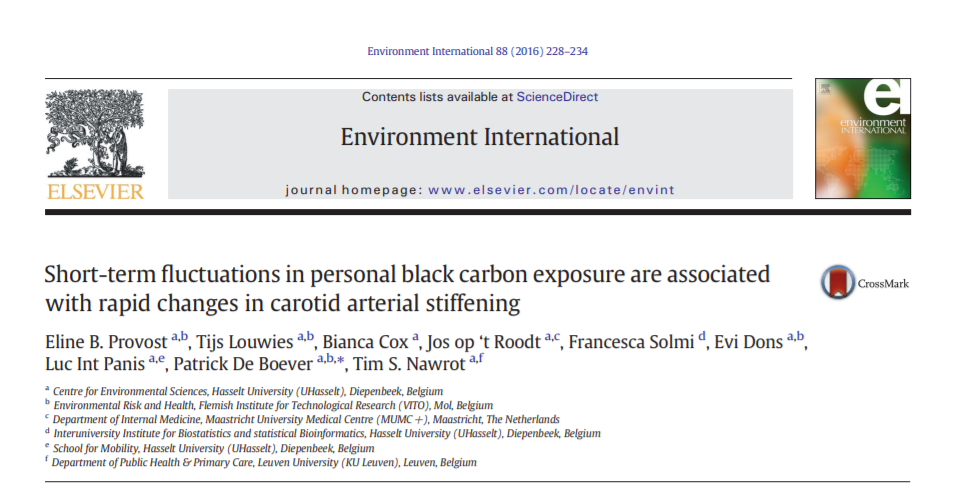 Environment International 88 (2016) 228–234
Contents lists available at ScienceDirect
Environment International
journal homepage: www.elsevier.com/locate/envint
ELSEVIER
ei
environment
INTERNATIONAL
Short-term fluctuations in personal black carbon exposure are associated
with rapid changes in carotid arterial stiffening
CrossMark
Eline B. Provost a,b, Tijs Louwies a,b, Bianca Cox a, Jos op ‘t Roodt a,c, Francesca Solmi d, Evi Dons a,b,
Luc Int Panis a,e, Patrick De Boever a,b,*, Tim S. Nawrot a,f
a Centre for Environmental Sciences, Hasselt University (UHasselt), Diepenbeek, Belgium
b Environmental Risk and Health, Flemish Institute for Technological Research (VITO), Mol, Belgium
c Department of Internal Medicine, Maastricht University Medical Centre (MUMC+), Maastricht, The Netherlands
d Interuniversity Institute for Biostatistics and statistical Bioinformatics, Hasselt University (UHasselt), Diepenbeek, Belgium
e School for Mobility, Hasselt University (UHasselt), Diepenbeek, Belgium
f Department of Public Health & Primary Care, Leuven University (KU Leuven), Leuven, Belgium